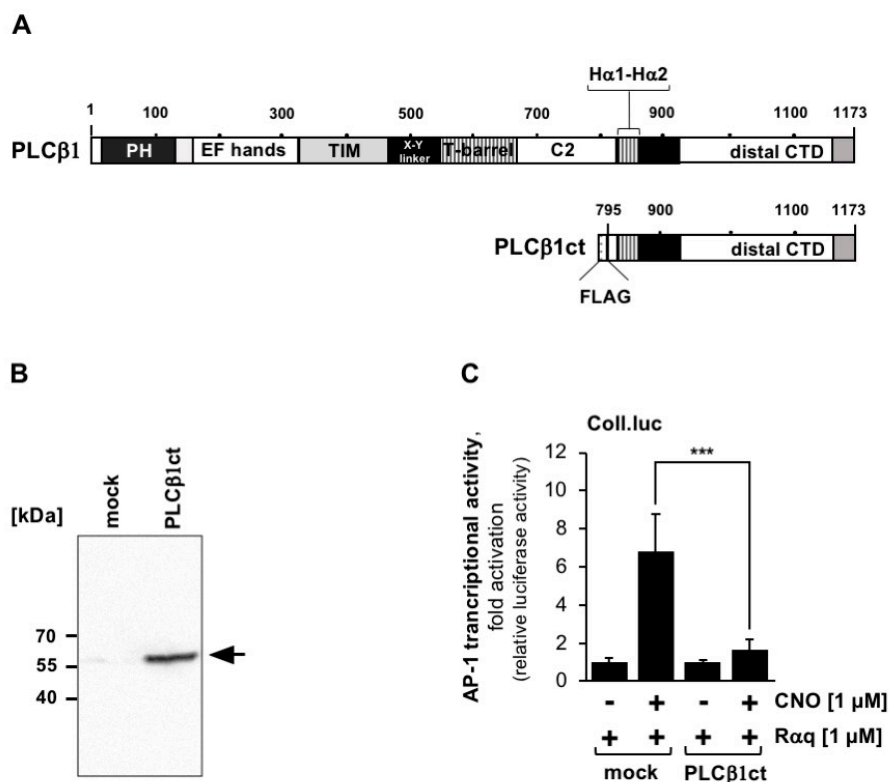 A
Hα1-Hα2
1 100 300 500 700 900 1100 1173
PLCβ1 PH EF hands TIM X-Y linker T-barrel C2 distal CTD
795 900 1100 1173
PLCβ1ct distal CTD
FLAG
B
mock PLCβ1ct
[kDa]
70
55
40
C
Coll.luc
AP-1 trancriptional activity,
fold activation
(relative luciferase activity)
12
10
8
6
4
2
0
***
- + - + CNO [1 µM]
+ + + + Rαq [1 µM]
mock PLCβ1ct